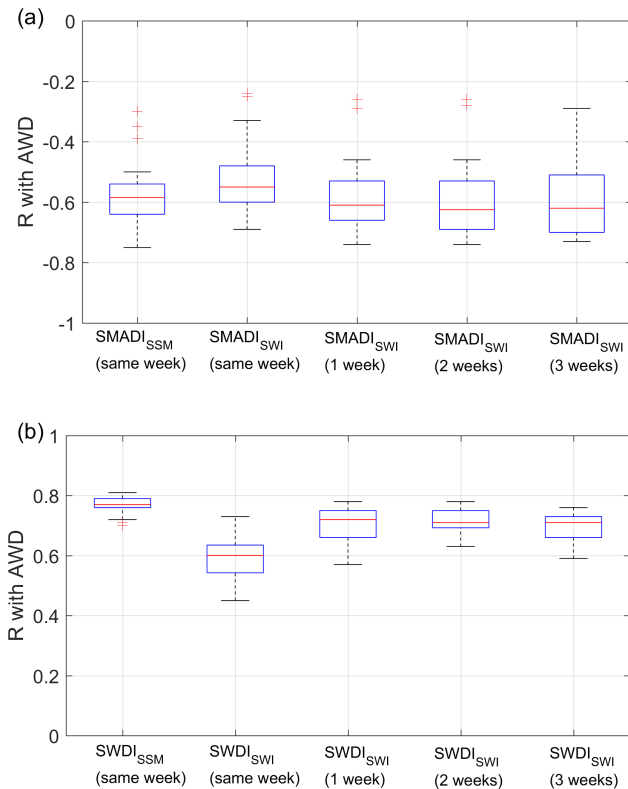 (a)
0
-0.2
-0.4
-0.6
-0.8
-1
R with AWD
SMADI_SSM SMADI_SWI SMADI_SWI SMADI_SWI SMADI_SWI
(same week) (same week) (1 week) (2 weeks) (3 weeks)
(b)
1
0.8
0.6
0.4
0.2
0
R with AWD
SWDI_SSM SWDI_SWI SWDI_SWI SWDI_SWI SWDI_SWI
(same week) (same week) (1 week) (2 weeks) (3 weeks)